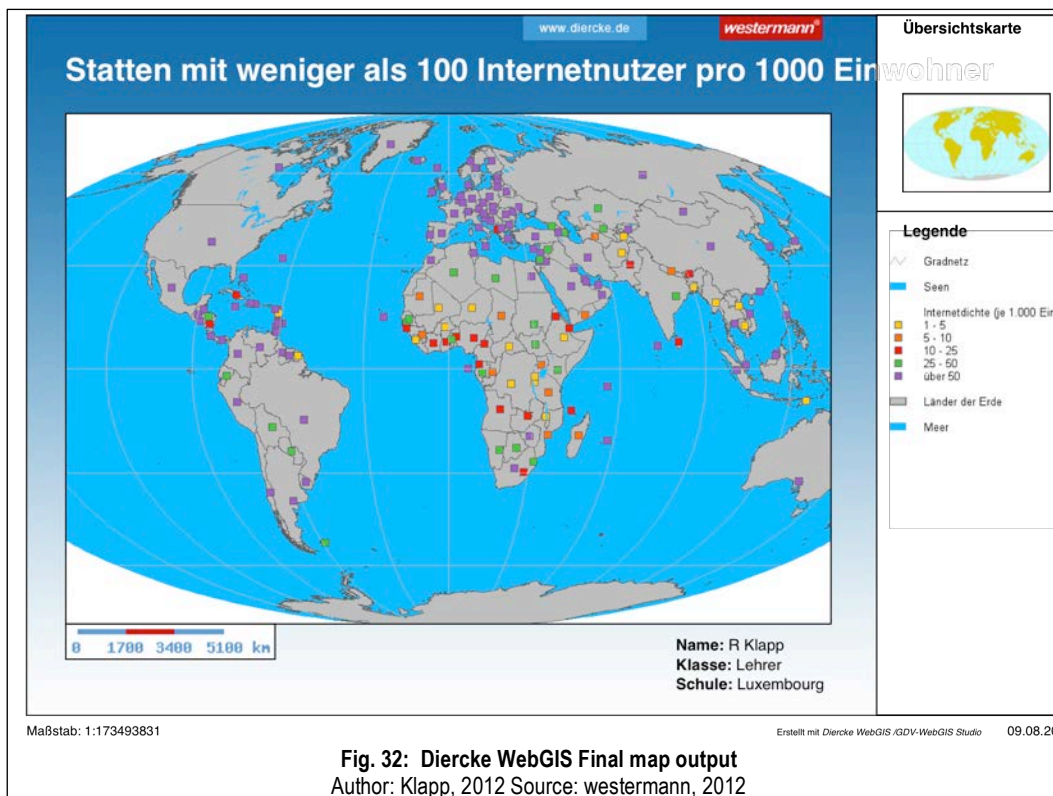 www.diercke.de
westermann®
Übersichtskarte
Statten mit weniger als 100 Internetnutzer pro 1000 Einwohner
Legende
Gradnetz
Seen
Internetdichte (je 1.000 Ein
1 - 5
5 - 10
10 - 25
25 - 50
über 50
Länder der Erde
Meer
0 1700 3400 5100 km
Name: R Klapp
Klasse: Lehrer
Schule: Luxembourg
Maßstab: 1:173493831
Erstellt mit Diercke WebGIS /GDV-WebGIS Studio
09.08.20
Fig. 32: Diercke WebGIS Final map output
Author: Klapp, 2012 Source: westermann, 2012